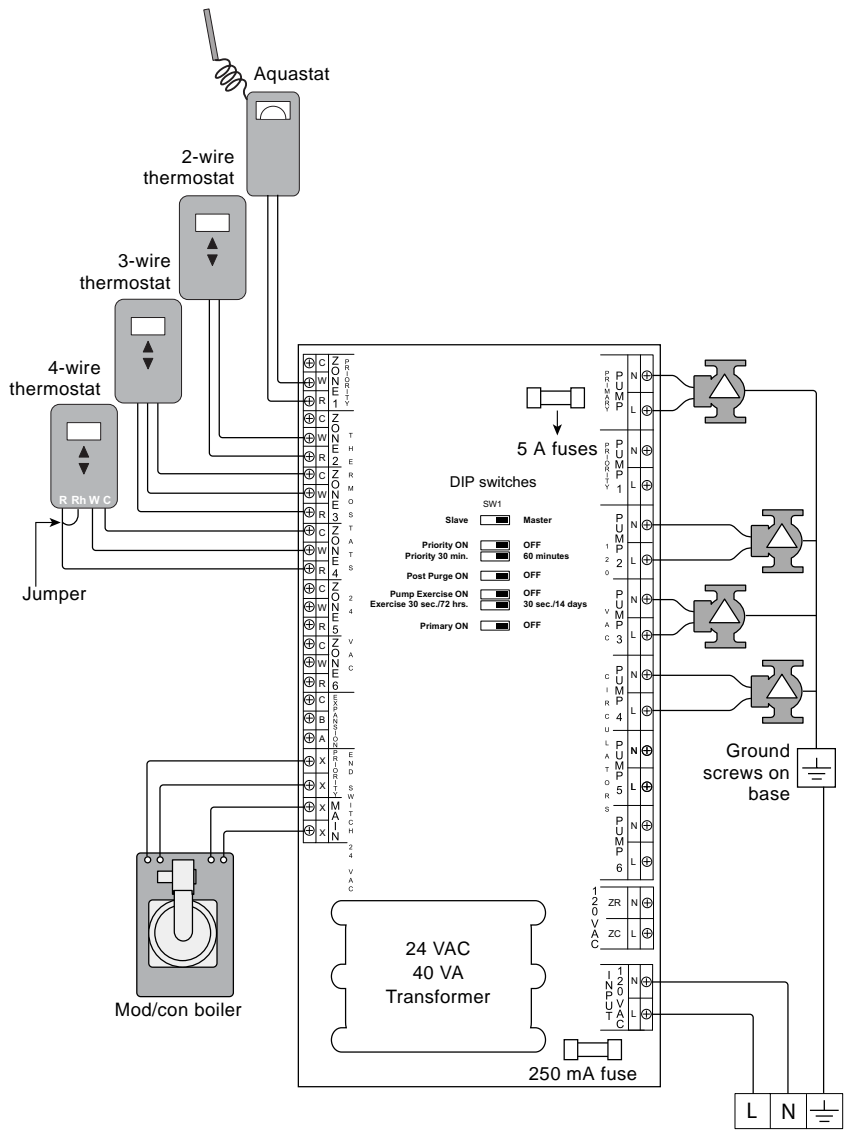 Aquastat
2-wire
thermostat
3-wire
thermostat
4-wire
thermostat
R Rh W C
Jumper
C
W
R
ZONE 1
PRIORITY
C
W
R
ZONE 2
C
W
R
ZONE 3
C
W
R
ZONE 4
C
W
R
ZONE 5
C
W
R
ZONE 6
THERMOSTATS 24 VAC
C
B
A
EXPANSION
X
X
PRIORITY
X
X
MAIN
END SWITCH 24 VAC
Mod/con boiler
5 A fuses
DIP switches
SW1
Slave Master
Priority ON OFF
Priority 30 min. 60 minutes
Post Purge ON OFF
Pump Exercise ON OFF
Exercise 30 sec./72 hrs. 30 sec./14 days
Primary ON OFF
PRIMARY
PUMP
N
L
PRIORITY
PUMP 1
N
L
PUMP 2
N
L
PUMP 3
N
L
PUMP 4
N
L
PUMP 5
N
L
PUMP 6
N
L
120 VAC CIRCULATORS
120 VAC
ZR N
ZC L
INPUT
120 VAC
N
L
24 VAC
40 VA
Transformer
250 mA fuse
Ground
screws on
base
L N